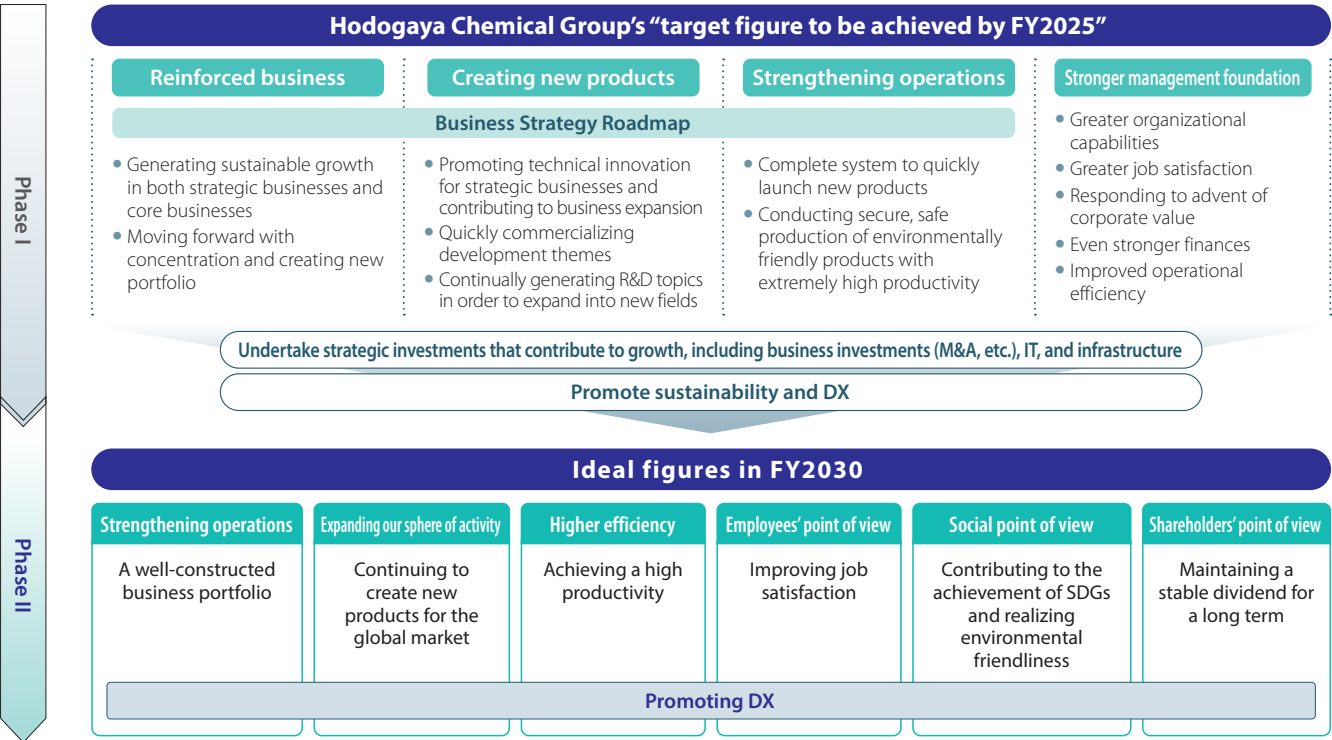 Hodogaya Chemical Group's “target figure to be achieved by FY2025”
Phase I
Reinforced business
Creating new products
Strengthening operations
Stronger management foundation
Business Strategy Roadmap
• Generating sustainable growth
in both strategic businesses and
core businesses
• Moving forward with
concentration and creating new
portfolio
• Promoting technical innovation
for strategic businesses and
contributing to business expansion
• Quickly commercializing
development themes
• Continually generating R&D topics
in order to expand into new fields
• Complete system to quickly
launch new products
• Conducting secure, safe
production of environmentally
friendly products with
extremely high productivity
• Greater organizational
capabilities
• Greater job satisfaction
• Responding to advent of
corporate value
• Even stronger finances
• Improved operational
efficiency
Undertake strategic investments that contribute to growth, including business investments (M&A, etc.), IT, and infrastructure
Promote sustainability and DX
Phase II
Ideal figures in FY2030
Strengthening operations
A well-constructed
business portfolio
Expanding our sphere of activity
Continuing to
create new
products for the
global market
Higher efficiency
Achieving a high
productivity
Employees' point of view
Improving job
satisfaction
Social point of view
Contributing to the
achievement of SDGs
and realizing
environmental
friendliness
Shareholders' point of view
Maintaining a
stable dividend for
a long term
Promoting DX